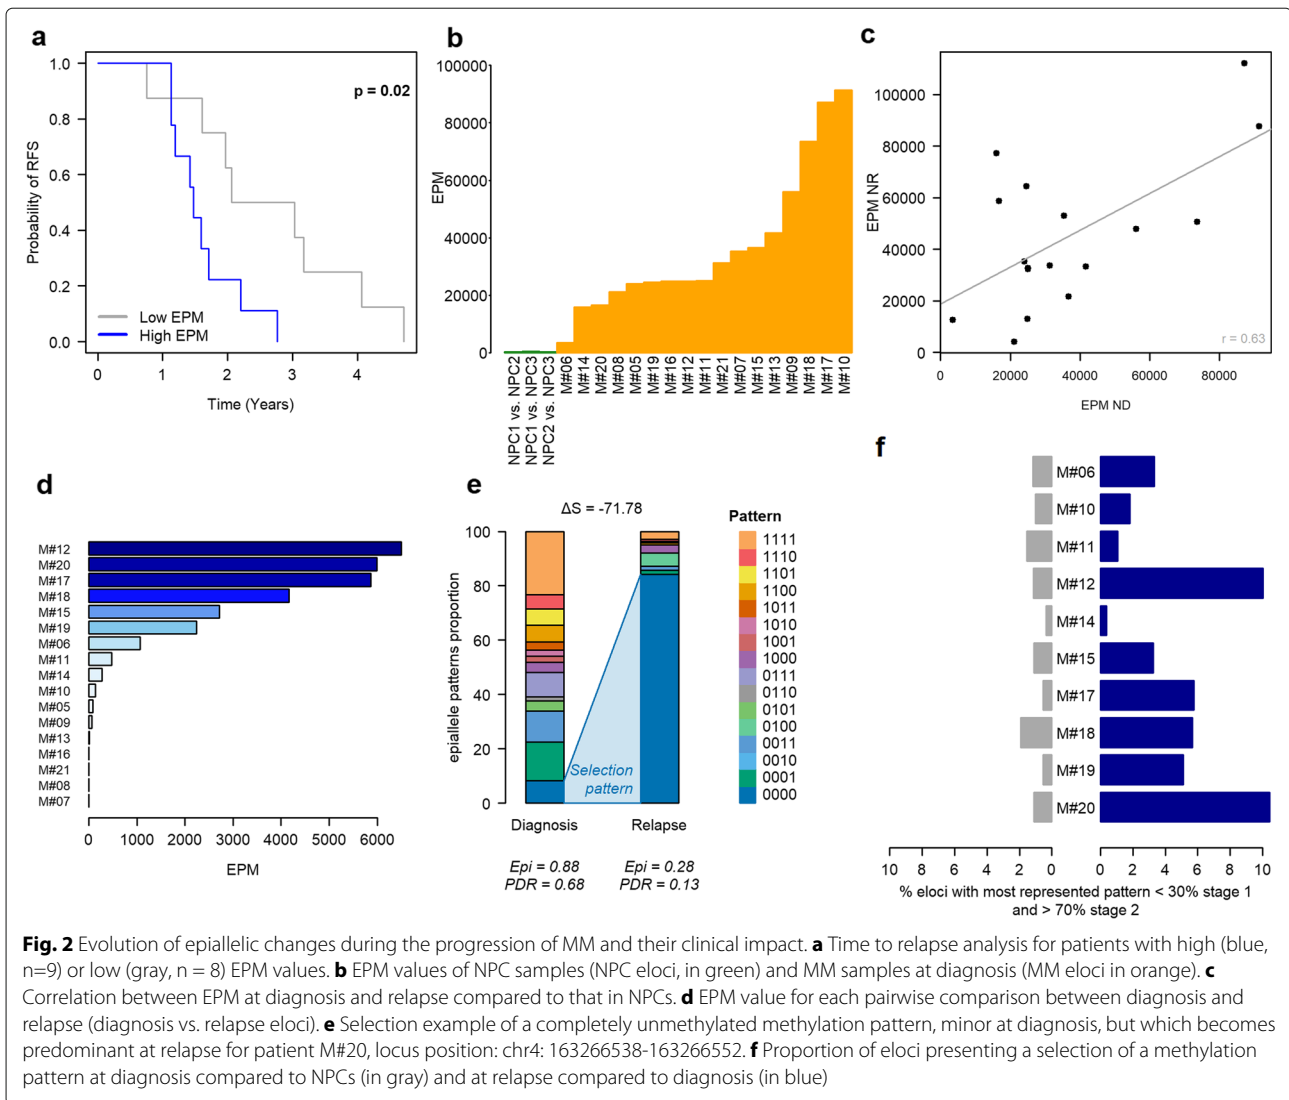 a
1.0
0.8
0.6
0.4
0.2
0.0
Probability of RFS
p = 0.02
Low EPM
High EPM
0 1 2 3 4
Time (Years)
b
100000
80000
60000
40000
20000
0
EPM
NPC1 vs. NPC2
NPC1 vs. NPC3
NPC2 vs. NPC3
M#06
M#14
M#20
M#08
M#05
M#19
M#16
M#12
M#11
M#21
M#07
M#15
M#13
M#09
M#18
M#17
M#10
c
100000
80000
60000
40000
20000
0
EPM NR
r = 0.63
0 20000 40000 60000 80000
EPM ND
d
M#12
M#20
M#17
M#18
M#15
M#19
M#06
M#11
M#14
M#10
M#05
M#09
M#13
M#16
M#21
M#08
M#07
0 1000 2000 3000 4000 5000 6000
EPM
e
ΔS = -71.78
100
80
60
40
20
0
epiallele patterns proportion
Selection
pattern
Diagnosis Relapse
Epi = 0.88 Epi = 0.28
PDR = 0.68 PDR = 0.13
Pattern
1111
1110
1101
1100
1011
1010
1001
1000
0111
0110
0101
0100
0011
0010
0001
0000
f
M#06
M#10
M#11
M#12
M#14
M#15
M#17
M#18
M#19
M#20
10 8 6 4 2 0 0 2 4 6 8 10
% eloci with most represented pattern < 30% stage 1
and > 70% stage 2
Fig. 2 Evolution of epiallelic changes during the progression of MM and their clinical impact. a Time to relapse analysis for patients with high (blue,
n=9) or low (gray, n = 8) EPM values. b EPM values of NPC samples (NPC eloci, in green) and MM samples at diagnosis (MM eloci in orange). c
Correlation between EPM at diagnosis and relapse compared to that in NPCs. d EPM value for each pairwise comparison between diagnosis and
relapse (diagnosis vs. relapse eloci). e Selection example of a completely unmethylated methylation pattern, minor at diagnosis, but which becomes
predominant at relapse for patient M#20, locus position: chr4: 163266538-163266552. f Proportion of eloci presenting a selection of a methylation
pattern at diagnosis compared to NPCs (in gray) and at relapse compared to diagnosis (in blue)